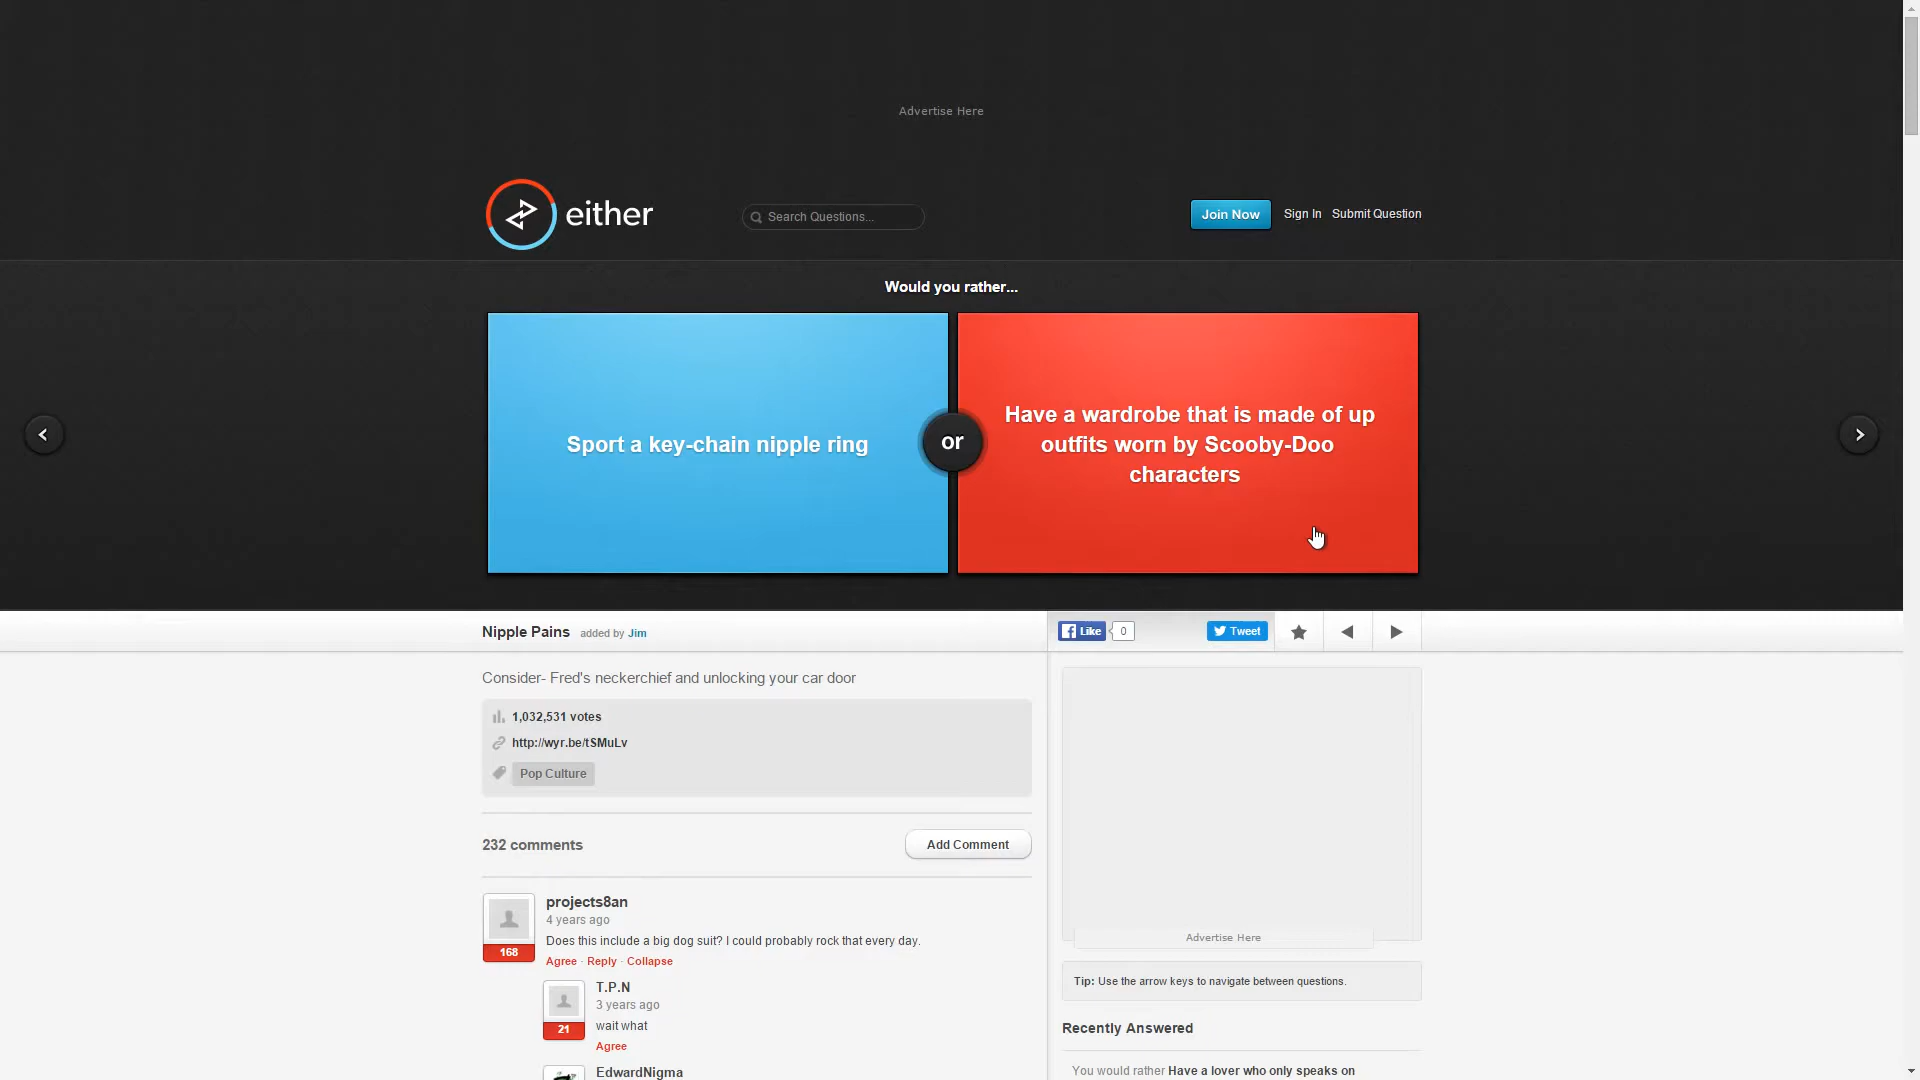 Advertise Here
either
Search Questions...
Join Now
Sign In
Submit Question
Would you rather...
Sport a key-chain nipple ring
or
Have a wardrobe that is made of up
outfits worn by Scooby-Doo
characters
Nipple Pains added by Jim
Like 0
Tweet
Consider- Fred's neckerchief and unlocking your car door
1,032,531 votes
http://wyr.be/tSMuLv
Pop Culture
232 comments
Add Comment
projects8an
4 years ago
Does this include a big dog suit? I could probably rock that every day.
168
Agree · Reply · Collapse
T.P.N
3 years ago
wait what
21
Agree
EdwardNigma
Advertise Here
Tip: Use the arrow keys to navigate between questions.
Recently Answered
You would rather Have a lover who only speaks on